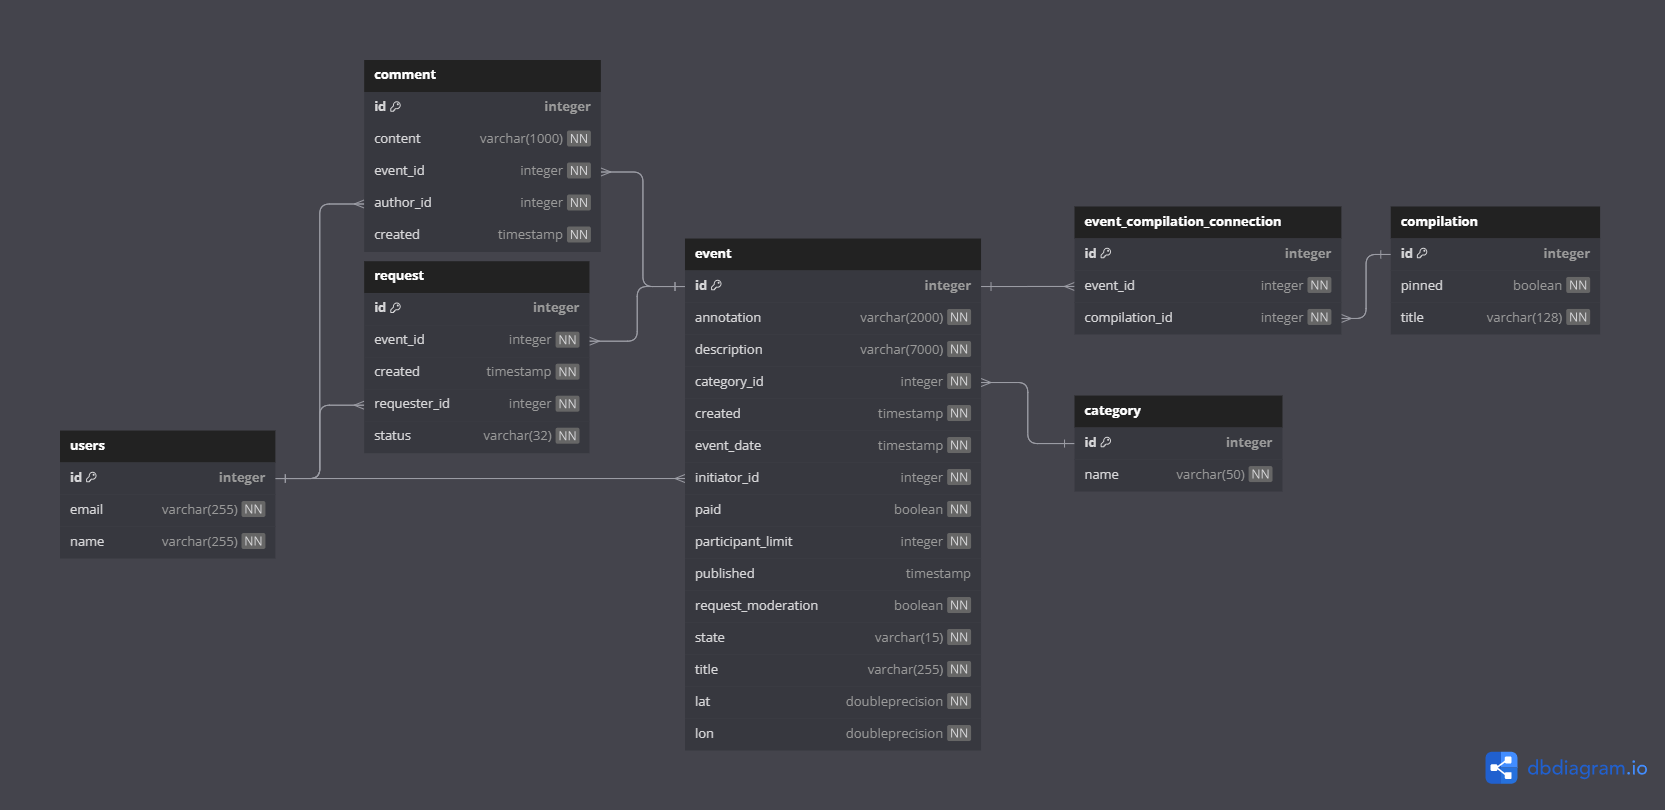 comment
id integer
content varchar(1000) NN
event_id integer NN
author_id integer NN
created timestamp NN
request
id integer
event_id integer NN
created timestamp NN
requester_id integer NN
status varchar(32) NN
users
id integer
email varchar(255) NN
name varchar(255) NN
event
id integer
annotation varchar(2000) NN
description varchar(7000) NN
category_id integer NN
created timestamp NN
event_date timestamp NN
initiator_id integer NN
paid boolean NN
participant_limit integer NN
published timestamp
request_moderation boolean NN
state varchar(15) NN
title varchar(255) NN
lat doubleprecision NN
lon doubleprecision NN
event_compilation_connection
id integer
event_id integer NN
compilation_id integer NN
compilation
id integer
pinned boolean NN
title varchar(128) NN
category
id integer
name varchar(50) NN
dbdiagram.io